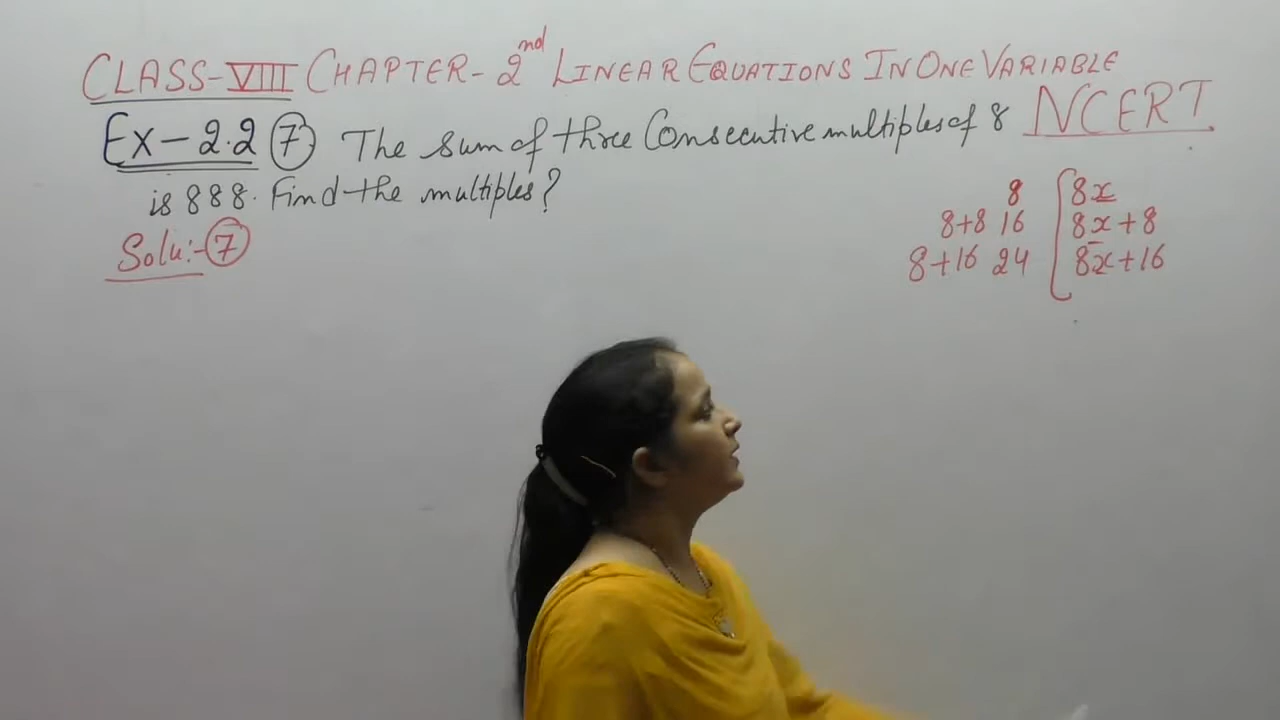 CLASS-VIII CHAPTER-2nd LINEAR EQUATIONS IN ONE VARIABLE
NCERT
Ex-2.2 7 The sum of three Consecutive multiples of 8
is 888. Find the multiples?
Solu:- 7
8 8x
8+8 16 8x+8
8+16 24 8x+16